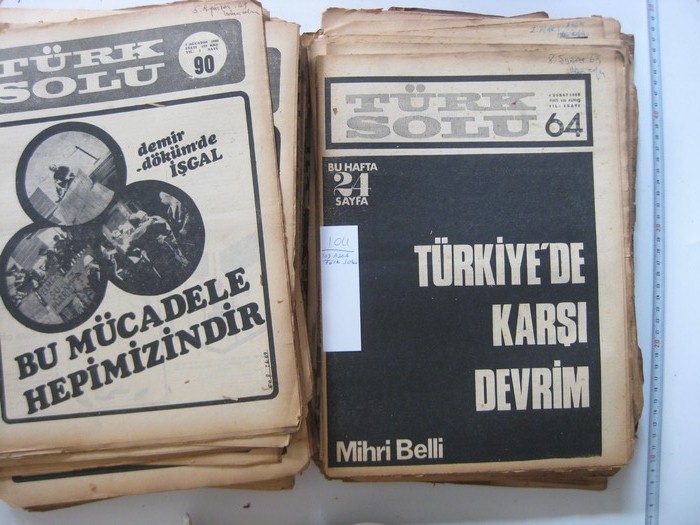 TÜRK
SOLU
90
demir
-döküm'de
İŞGAL
BU MÜCADELE
HEPİMİZİNDİR
TÜRK
SOLU
64
BU HAFTA
24
SAYFA
104
TÜRKİYE'DE
KARŞI
DEVRİM
Mihri Belli